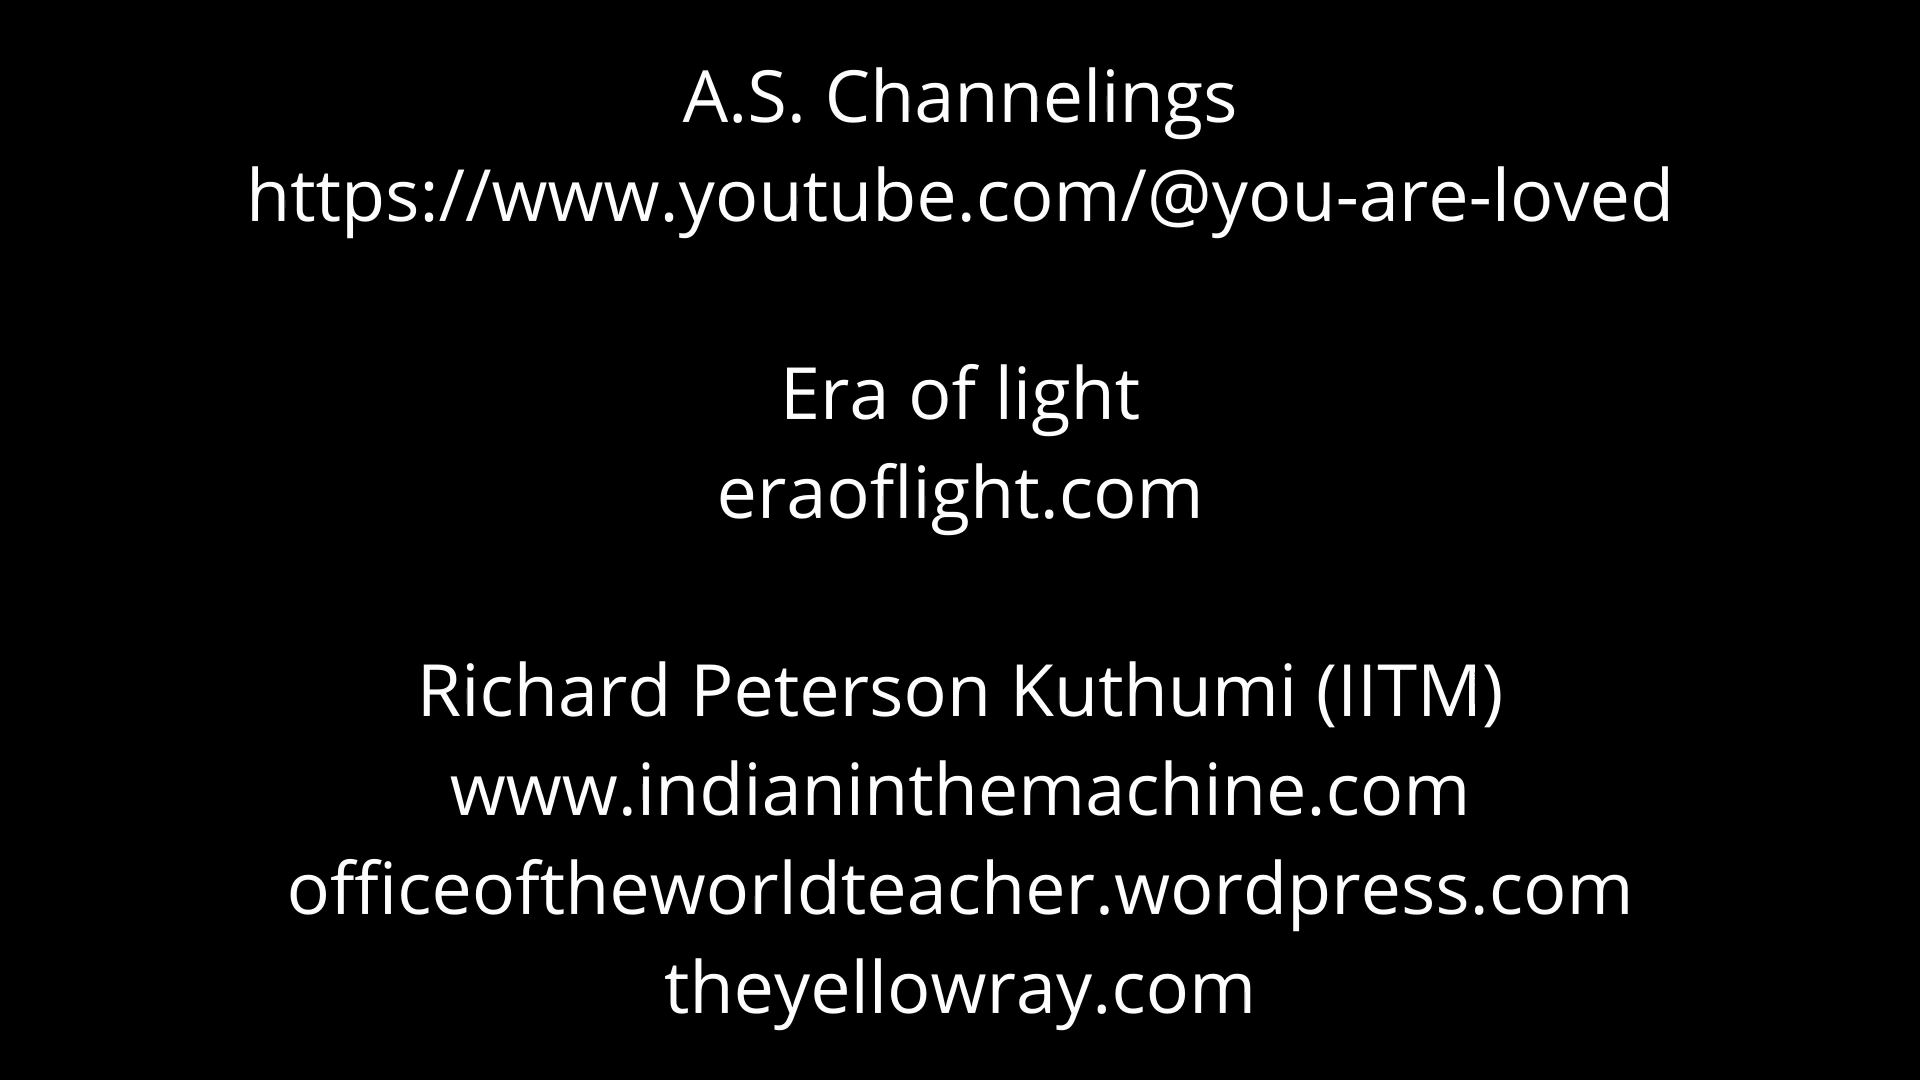 A.S. Channelings
https://www.youtube.com/@you-are-loved
Era of light
eraoflight.com
Richard Peterson Kuthumi (IITM)
www.indianinthemachine.com
officeoftheworldteacher.wordpress.com
theyellowray.com